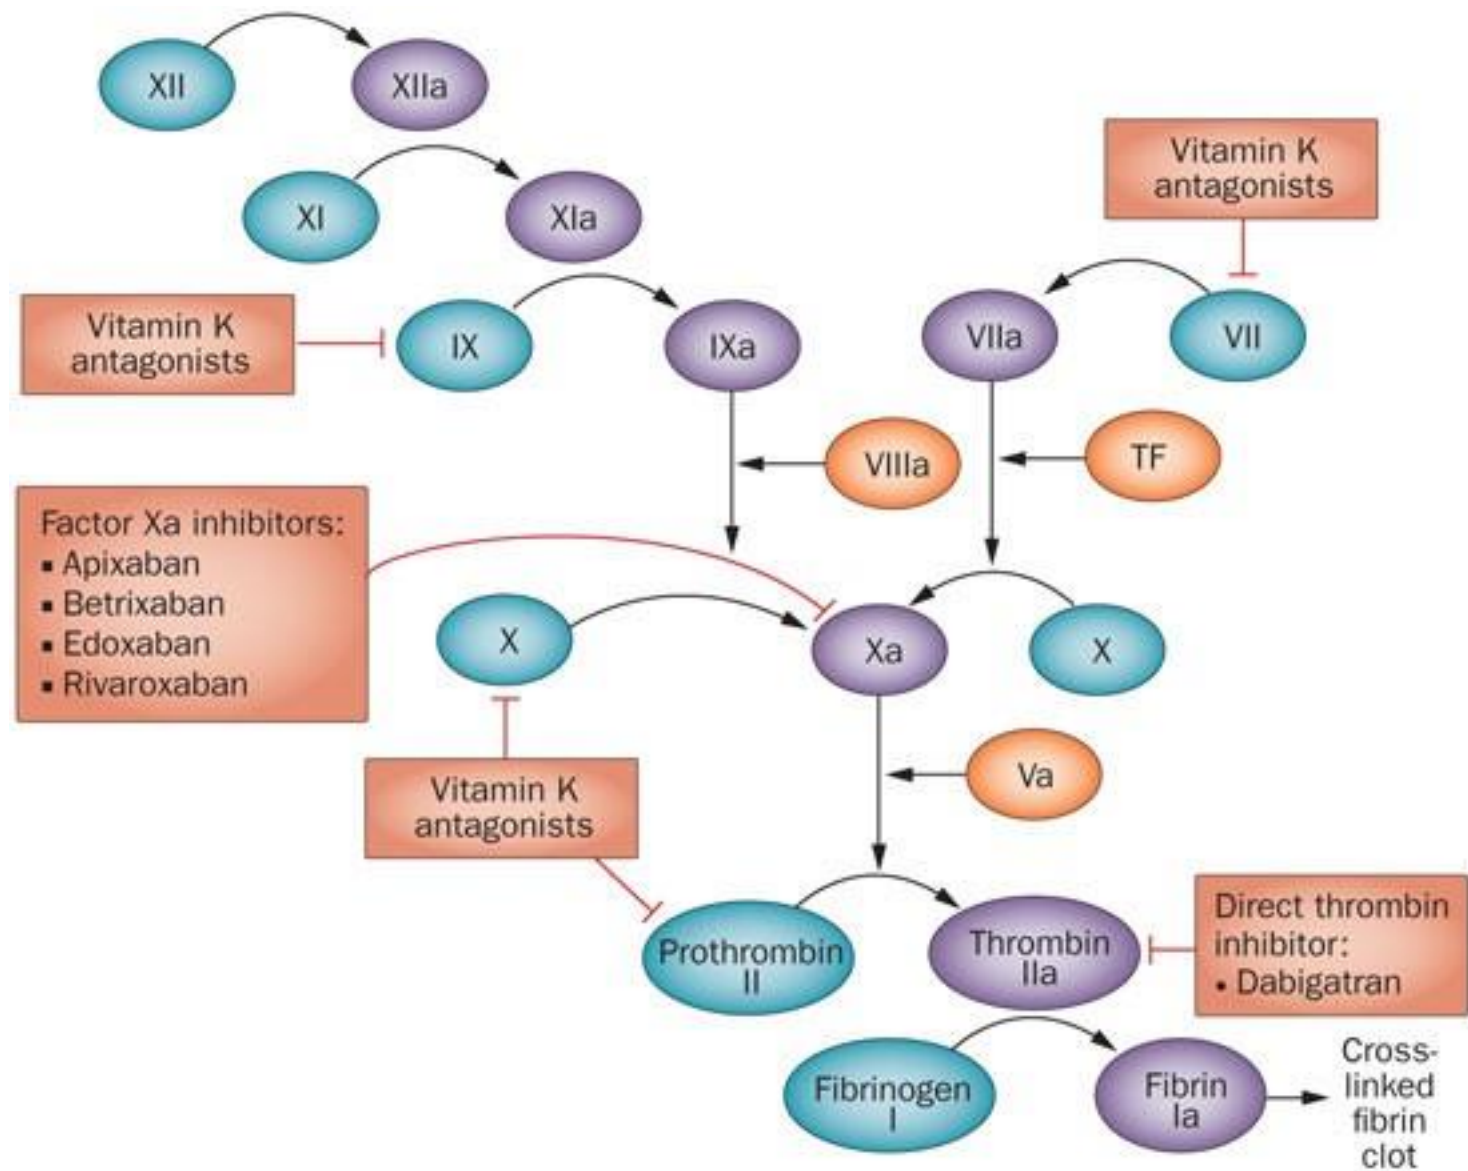 XII
XIIa
XI
XIa
Vitamin K
antagonists
Vitamin K
antagonists
IX
IXa
VIIa
VII
VIIIa
TF
Factor Xa inhibitors:
▪ Apixaban
▪ Betrixaban
▪ Edoxaban
▪ Rivaroxaban
X
Xa
X
Vitamin K
antagonists
Va
Prothrombin
II
Thrombin
IIa
Direct thrombin
inhibitor:
• Dabigatran
Fibrinogen
I
Fibrin
Ia
Cross-
linked
fibrin
clot